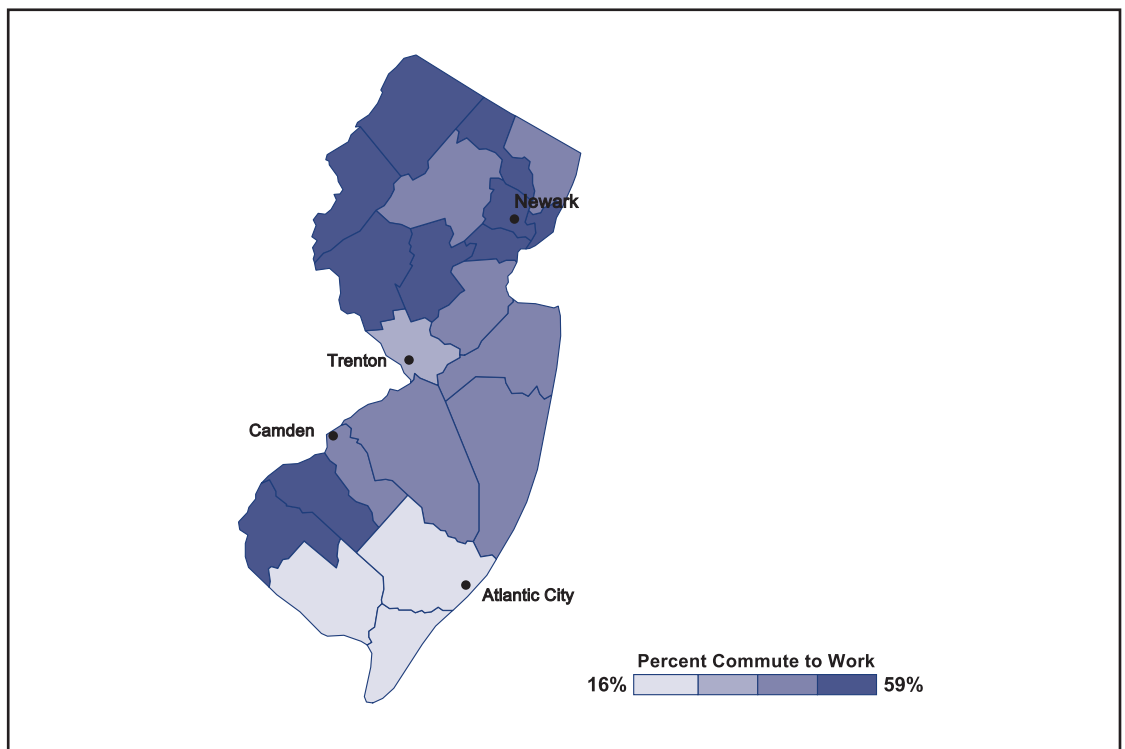 Newark
Trenton
Camden
Atlantic City
Percent Commute to Work
16% 59%